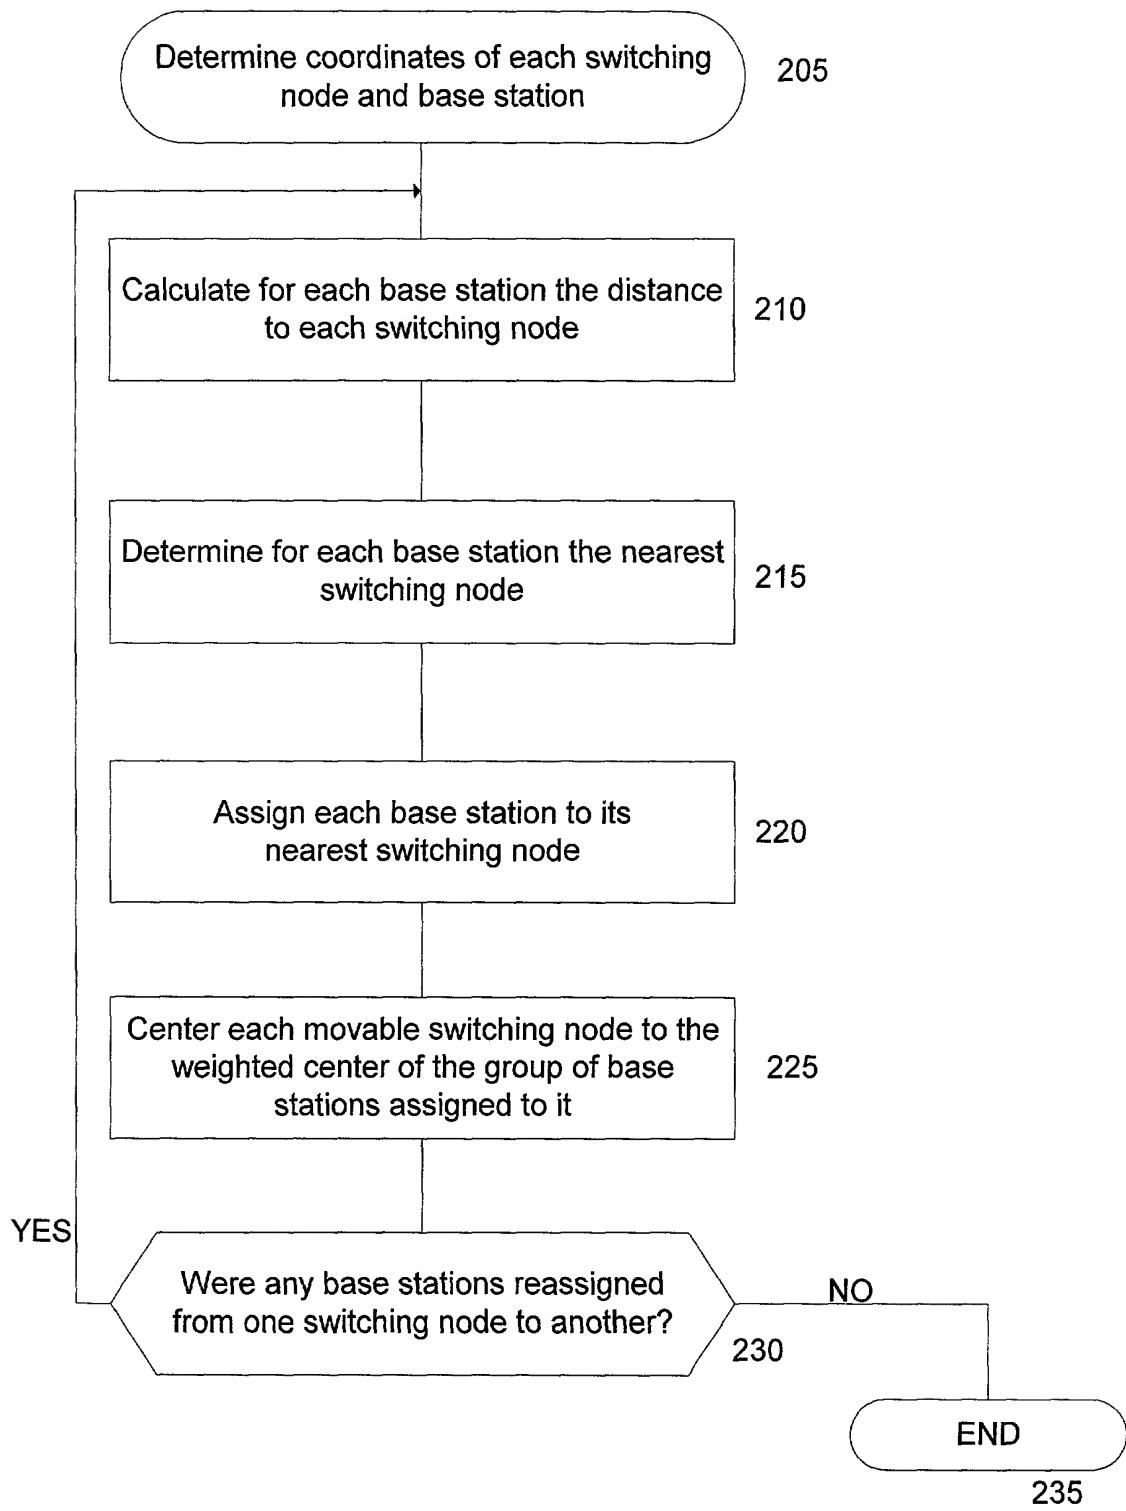 Determine coordinates of each switching
node and base station
205
Calculate for each base station the distance
to each switching node
210
Determine for each base station the nearest
switching node
215
Assign each base station to its
nearest switching node
220
Center each movable switching node to the
weighted center of the group of base
stations assigned to it
225
YES
Were any base stations reassigned
from one switching node to another?
NO
230
END
235